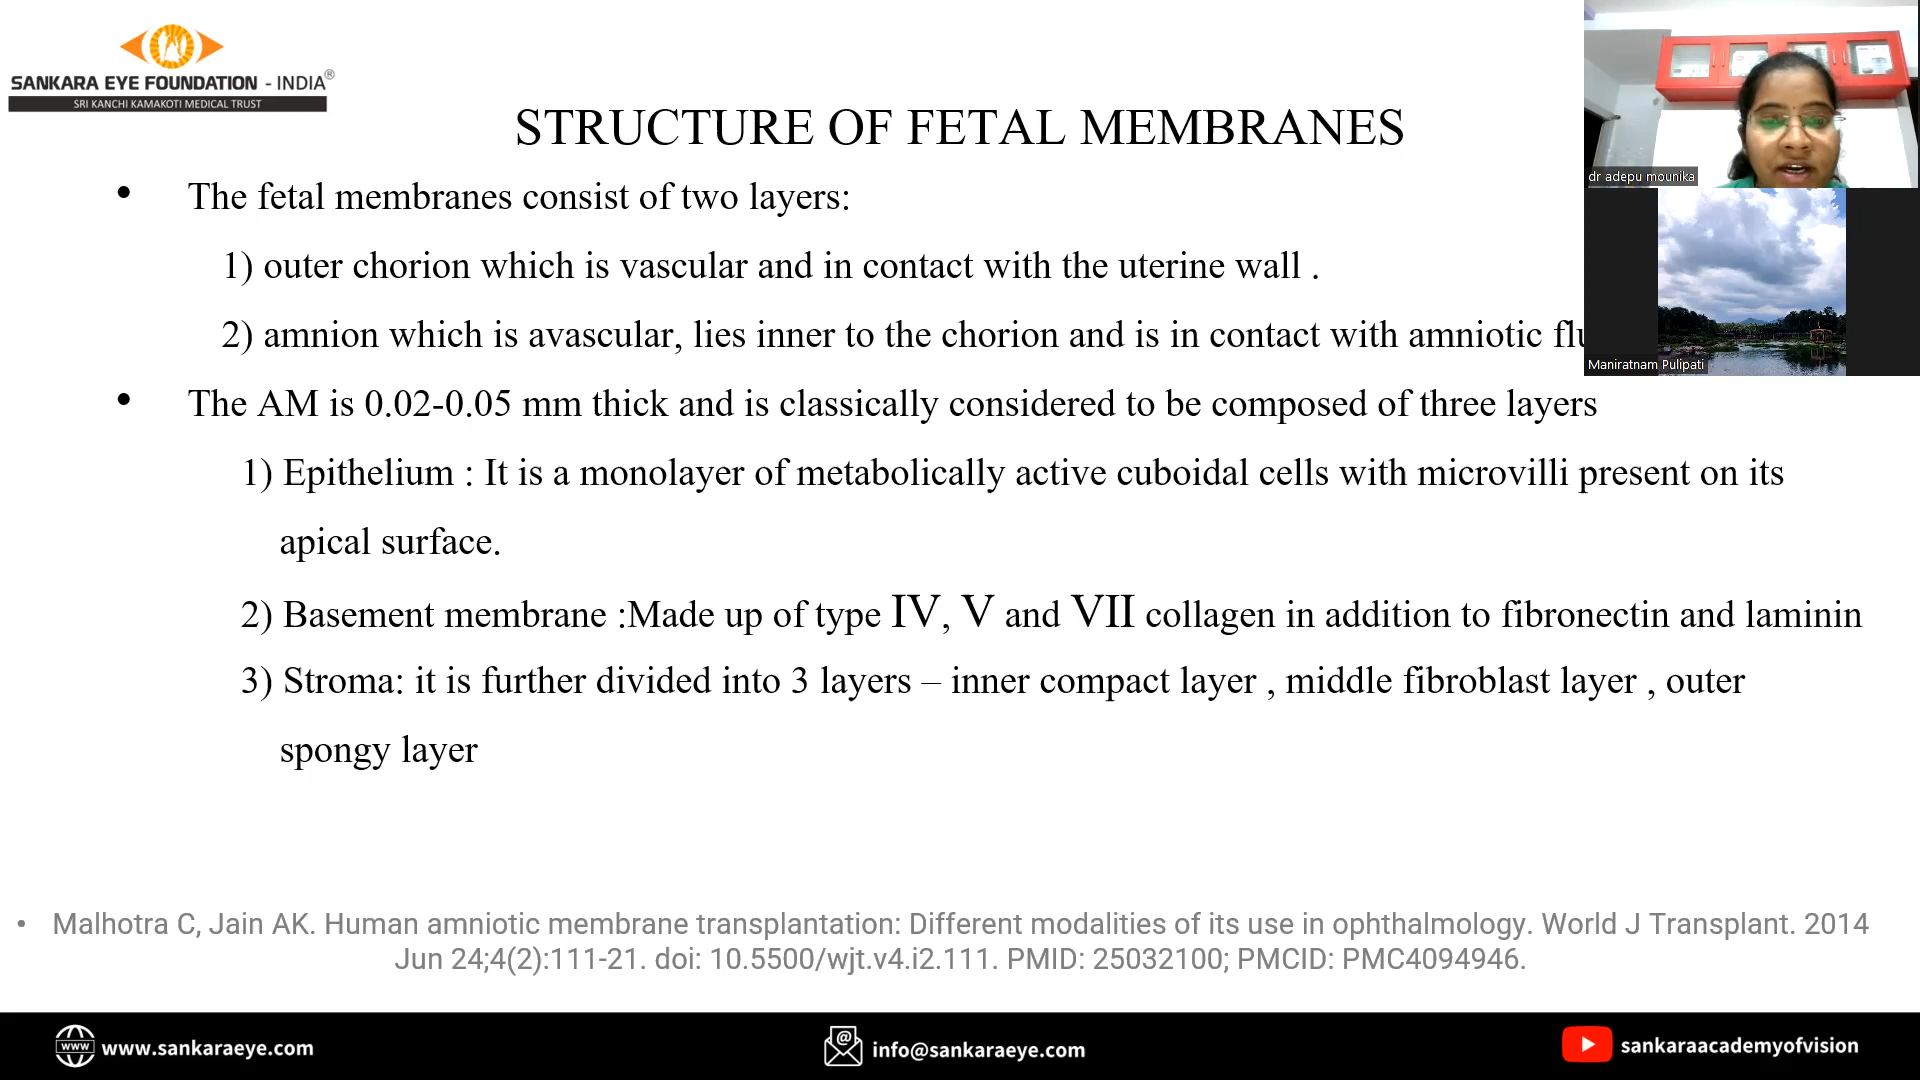 SANKARA EYE FOUNDATION - INDIA®
SRI KANCHI KAMAKOTI MEDICAL TRUST
STRUCTURE OF FETAL MEMBRANES
• The fetal membranes consist of two layers:
1) outer chorion which is vascular and in contact with the uterine wall .
2) amnion which is avascular, lies inner to the chorion and is in contact with amniotic
• The AM is 0.02-0.05 mm thick and is classically considered to be composed of three layers
1) Epithelium : It is a monolayer of metabolically active cuboidal cells with microvilli present on its
apical surface.
2) Basement membrane :Made up of type IV, V and VII collagen in addition to fibronectin and laminin
3) Stroma: it is further divided into 3 layers – inner compact layer , middle fibroblast layer , outer
spongy layer
dr adepu mounika
Maniratnam Pulipati
• Malhotra C, Jain AK. Human amniotic membrane transplantation: Different modalities of its use in ophthalmology. World J Transplant. 2014
Jun 24;4(2):111-21. doi: 10.5500/wjt.v4.i2.111. PMID: 25032100; PMCID: PMC4094946.
www
www.sankaraeye.com
@
info@sankaraeye.com
sankaraacademyofvision